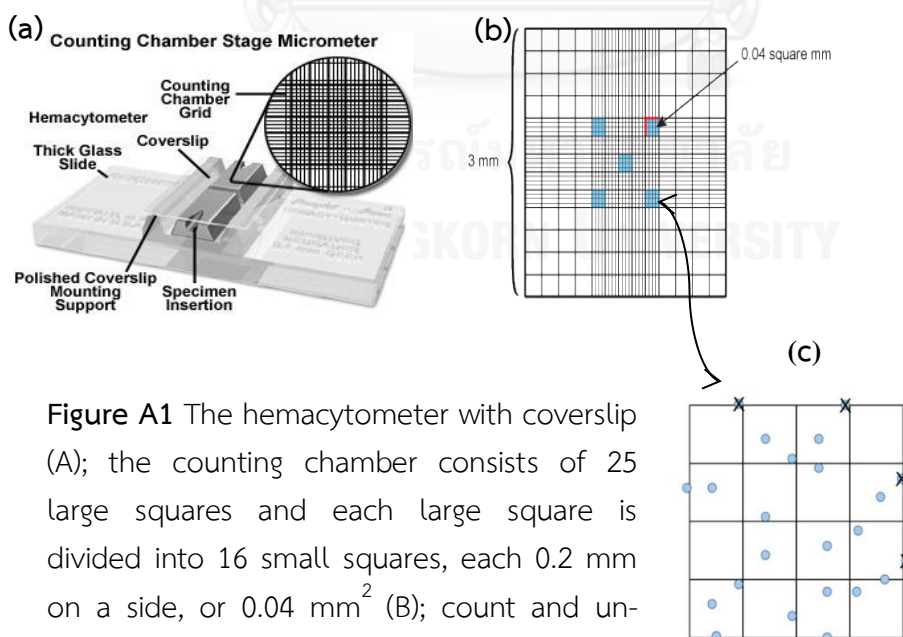 (a)
Counting Chamber Stage Micrometer
Counting
Chamber
Grid
Hemacytometer
Coverslip
Thick Glass
Slide
Polished Coverslip
Mounting
Support
Specimen
Insertion
(b)
0.04 square mm
3 mm
GKORN UNIVERSITY
(c)
X X
X
Figure A1 The hemacytometer with coverslip
(A); the counting chamber consists of 25
large squares and each large square is
divided into 16 small squares, each 0.2 mm
on a side, or 0.04 mm² (B); count and un-